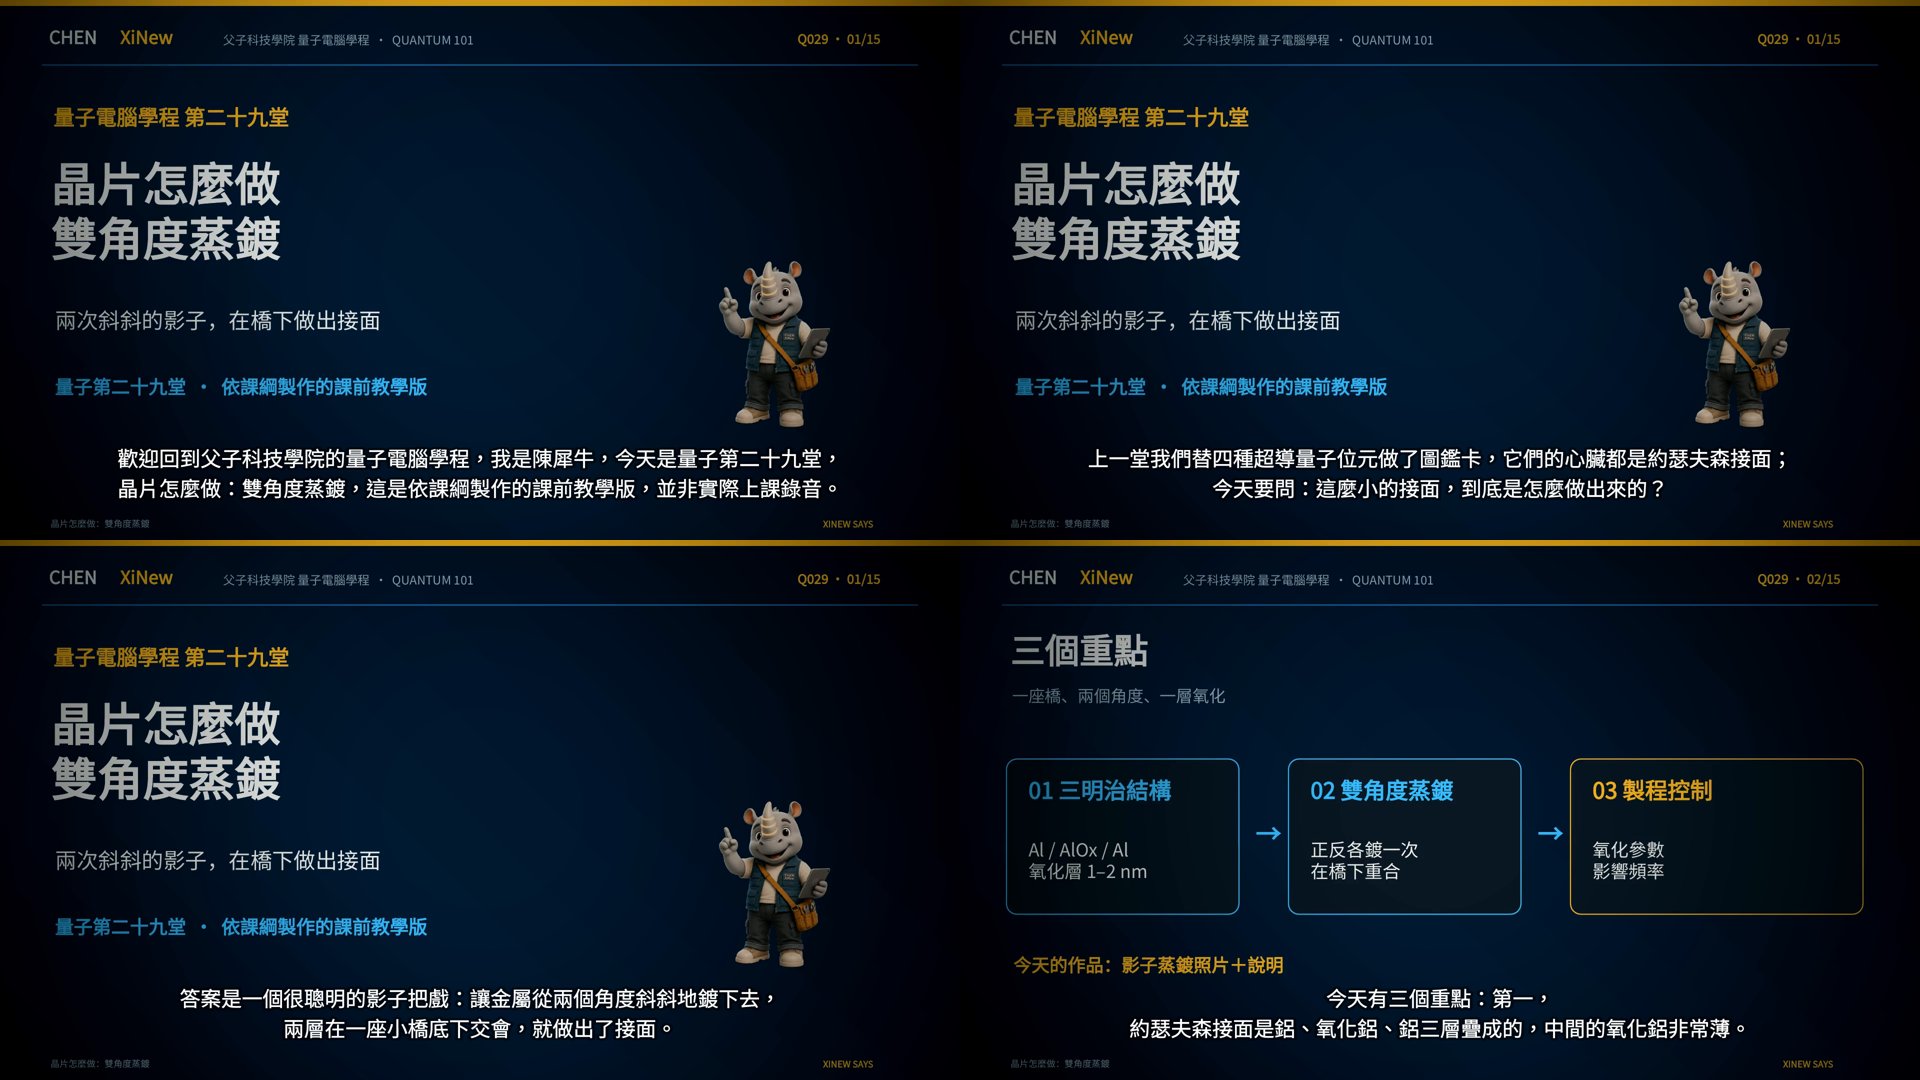 CHEN XiNew 父子科技學院 量子電腦學程 · QUANTUM 101 Q029 · 01/15
量子電腦學程 第二十九堂
晶片怎麼做
雙角度蒸鍍
兩次斜斜的影子，在橋下做出接面
量子第二十九堂 · 依課綱製作的課前教學版
歡迎回到父子科技學院的量子電腦學程，我是陳犀牛，今天是量子第二十九堂，
晶片怎麼做：雙角度蒸鍍，這是依課綱製作的課前教學版，並非實際上課錄音。
晶片怎麼做：雙角度蒸鍍 XINEW SAYS
CHEN XiNew 父子科技學院 量子電腦學程 · QUANTUM 101 Q029 · 01/15
量子電腦學程 第二十九堂
晶片怎麼做
雙角度蒸鍍
兩次斜斜的影子，在橋下做出接面
量子第二十九堂 · 依課綱製作的課前教學版
上一堂我們替四種超導量子位元做了圖鑑卡，它們的心臟都是約瑟夫森接面；
今天要問：這麼小的接面，到底是怎麼做出來的？
晶片怎麼做：雙角度蒸鍍 XINEW SAYS
CHEN XiNew 父子科技學院 量子電腦學程 · QUANTUM 101 Q029 · 01/15
量子電腦學程 第二十九堂
晶片怎麼做
雙角度蒸鍍
兩次斜斜的影子，在橋下做出接面
量子第二十九堂 · 依課綱製作的課前教學版
答案是一個很聰明的影子把戲：讓金屬從兩個角度斜斜地鍍下去，
兩層在一座小橋底下交會，就做出了接面。
晶片怎麼做：雙角度蒸鍍 XINEW SAYS
CHEN XiNew 父子科技學院 量子電腦學程 · QUANTUM 101 Q029 · 02/15
三個重點
一座橋、兩個角度、一層氧化
01 三明治結構
Al / AlOx / Al
氧化層 1–2 nm
→
02 雙角度蒸鍍
正反各鍍一次
在橋下重合
→
03 製程控制
氧化參數
影響頻率
今天的作品：影子蒸鍍照片＋說明
今天有三個重點：第一，
約瑟夫森接面是鋁、氧化鋁、鋁三層疊成的，中間的氧化鋁非常薄。
晶片怎麼做：雙角度蒸鍍 XINEW SAYS